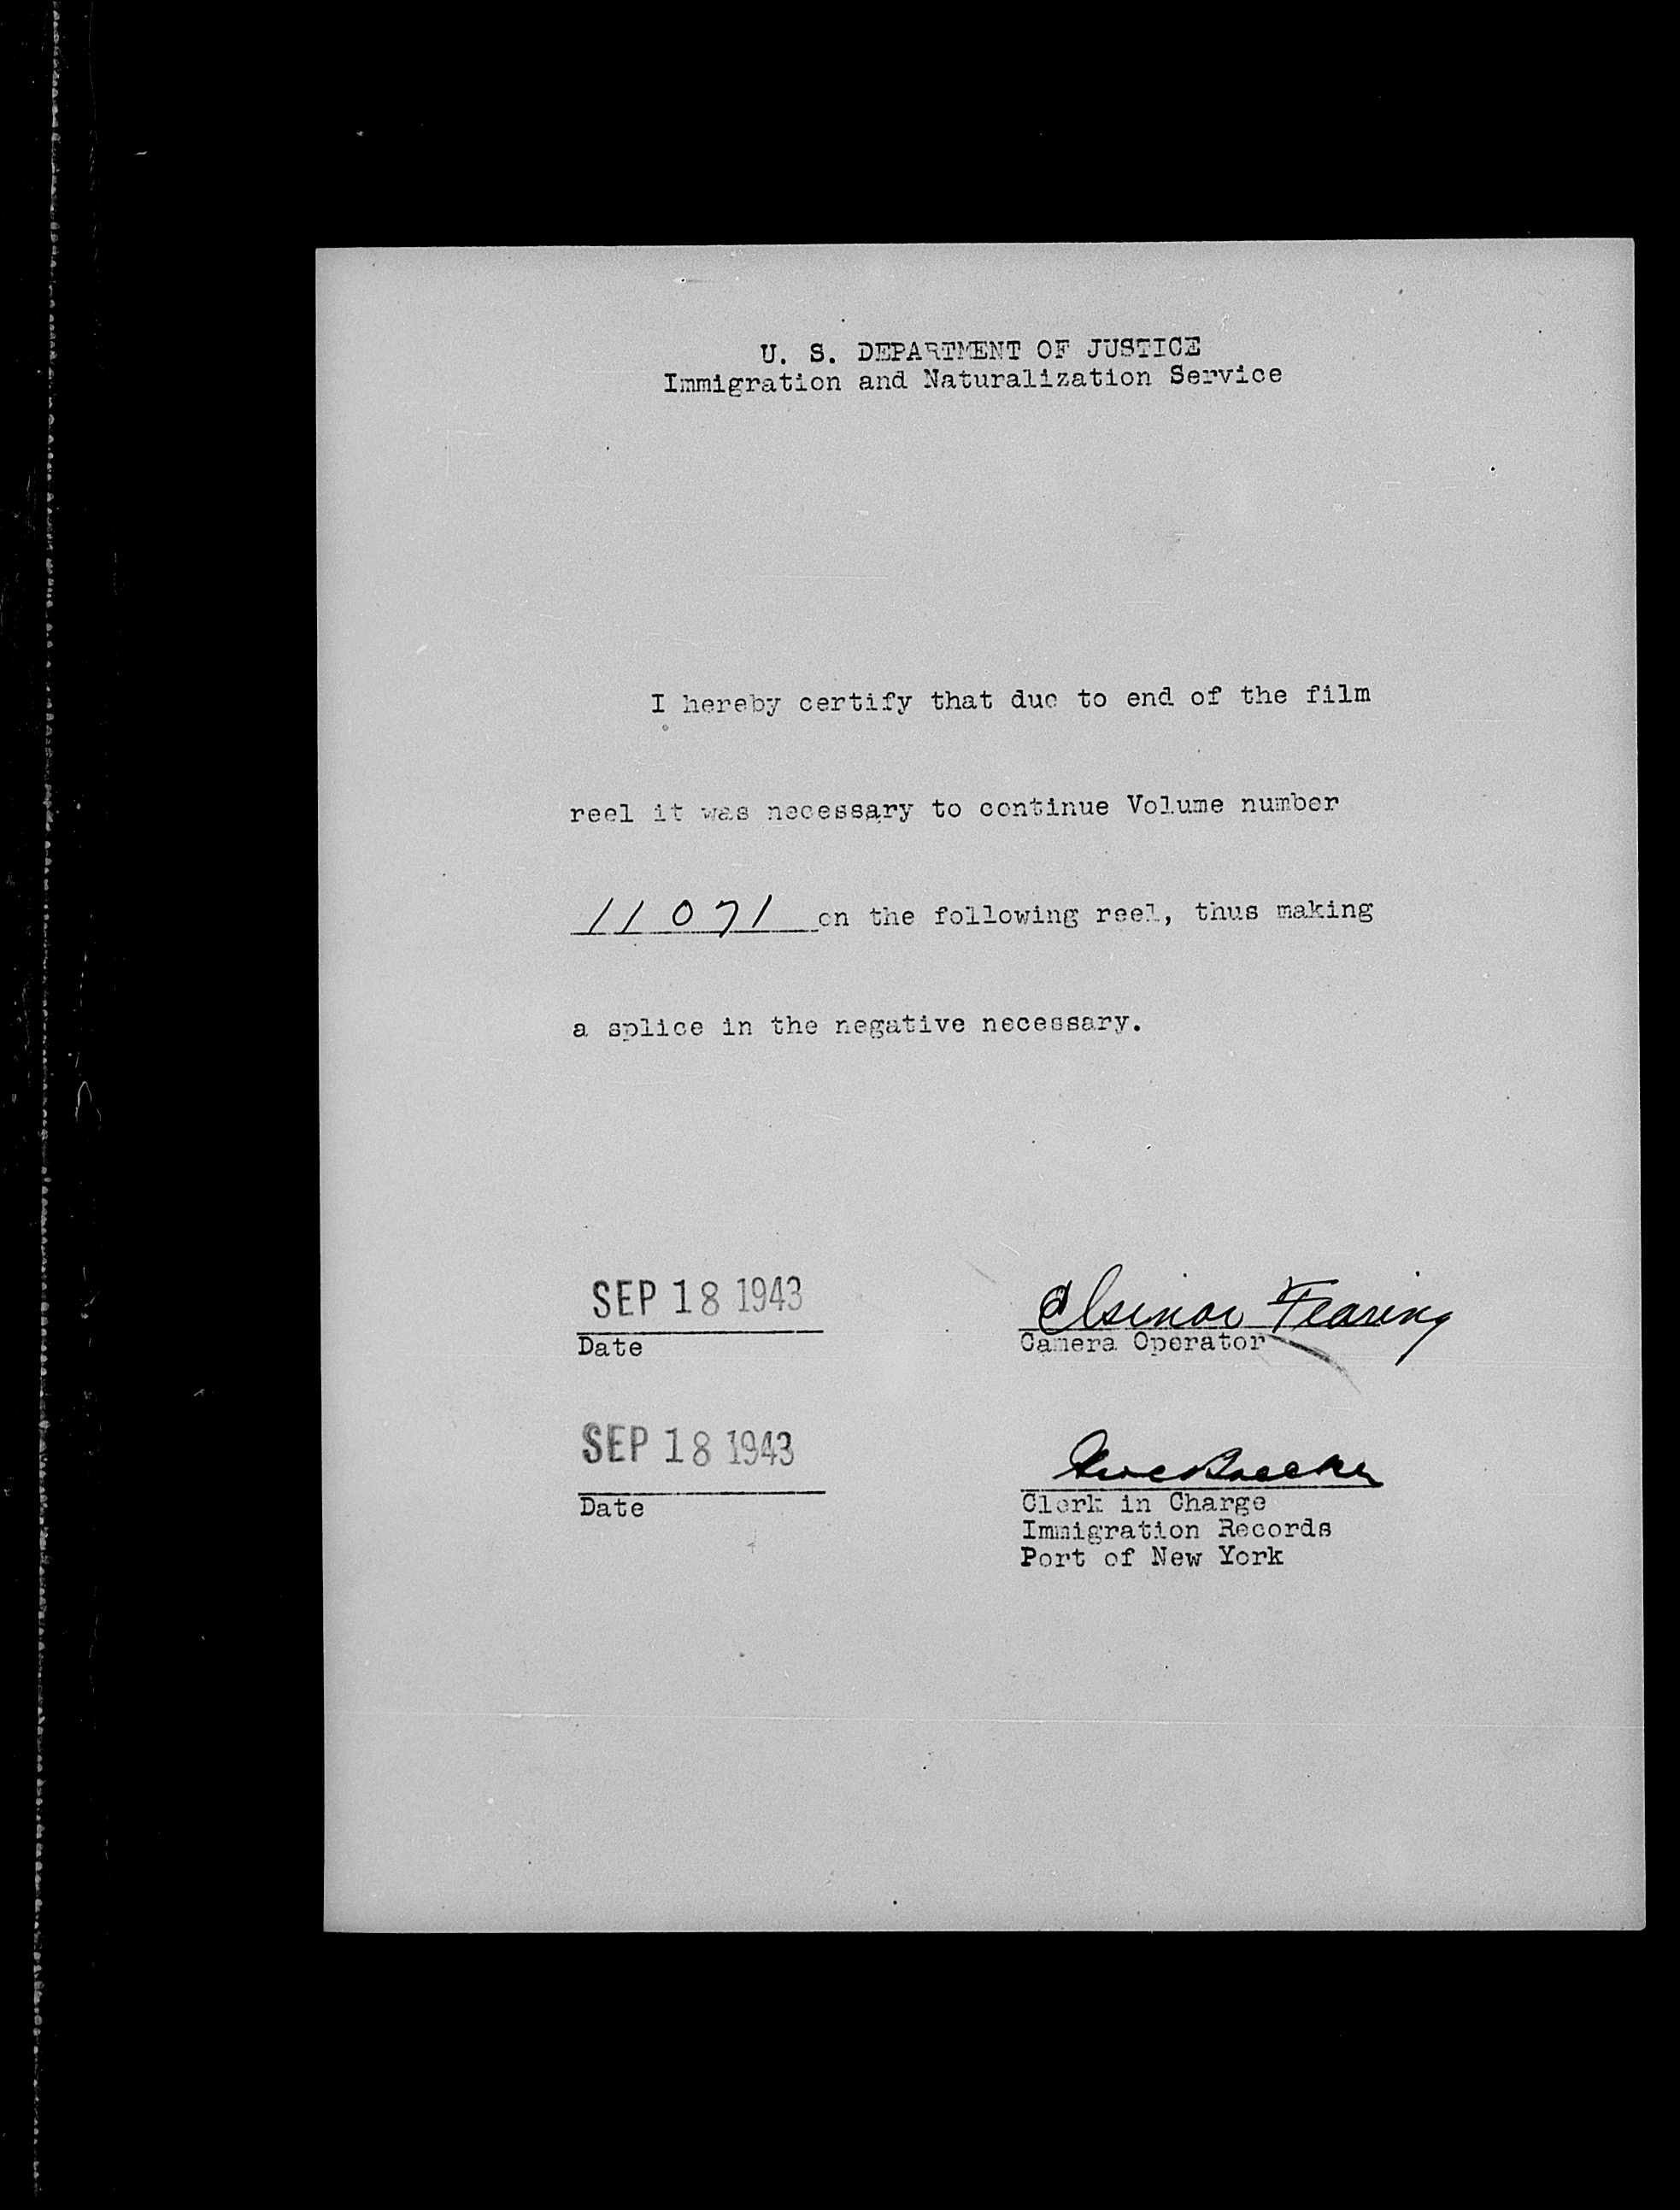 U. S. DEPARTMENT OF JUSTICE
Immigration and Naturalization Service
I hereby certify that due to end of the film
reel it was necessary to continue Volume number
11071 on the following reel, thus making
a splice in the negative necessary.
SEP 18 1943
Date
Elsinor Fearing
Camera Operator
SEP 18 1943
Date
Clerk in Charge
Immigration Records
Port of New York